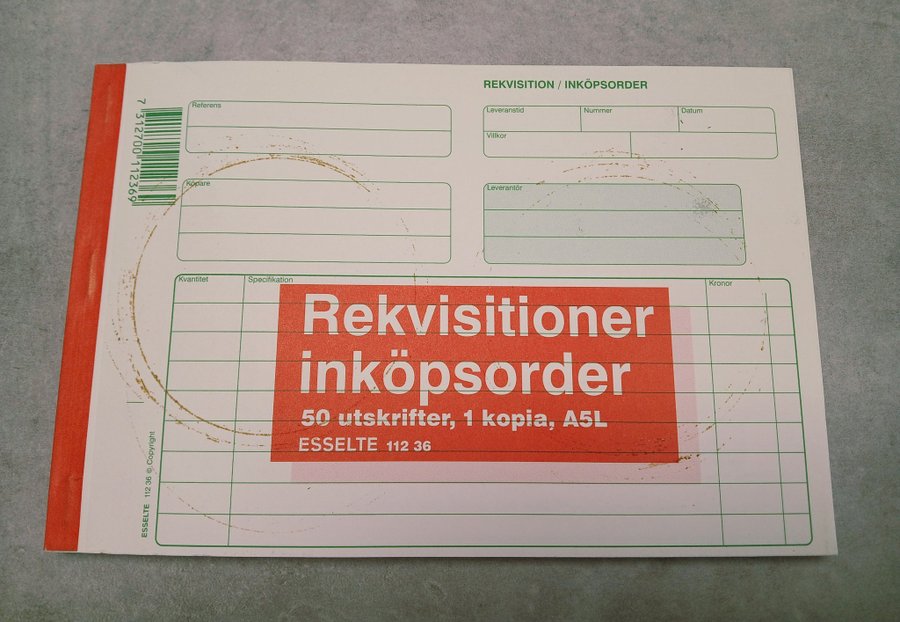 REKVISITION / INKÖPSORDER
Referens
Leveranstid Nummer Datum
Villkor
7 312700 112369
Köpare
Leverantör
Kvantitet Specifikation Kronor
Rekvisitioner
inköpsorder
50 utskrifter, 1 kopia, A5L
ESSELTE 112 36
ESSELTE 112 36 © Copyright